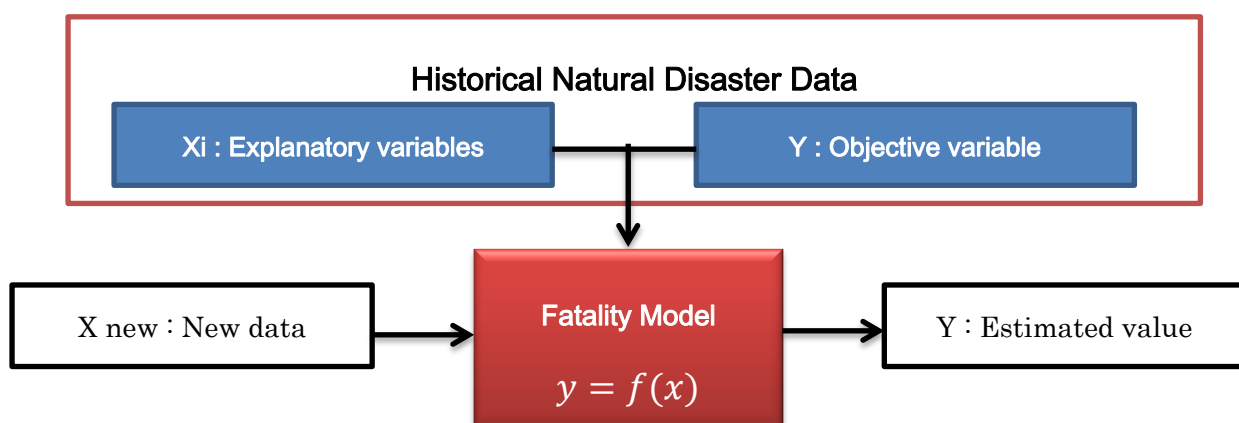 Historical Natural Disaster Data
Xi : Explanatory variables
Y : Objective variable
X new : New data
Fatality Model
y = f(x)
Y : Estimated value